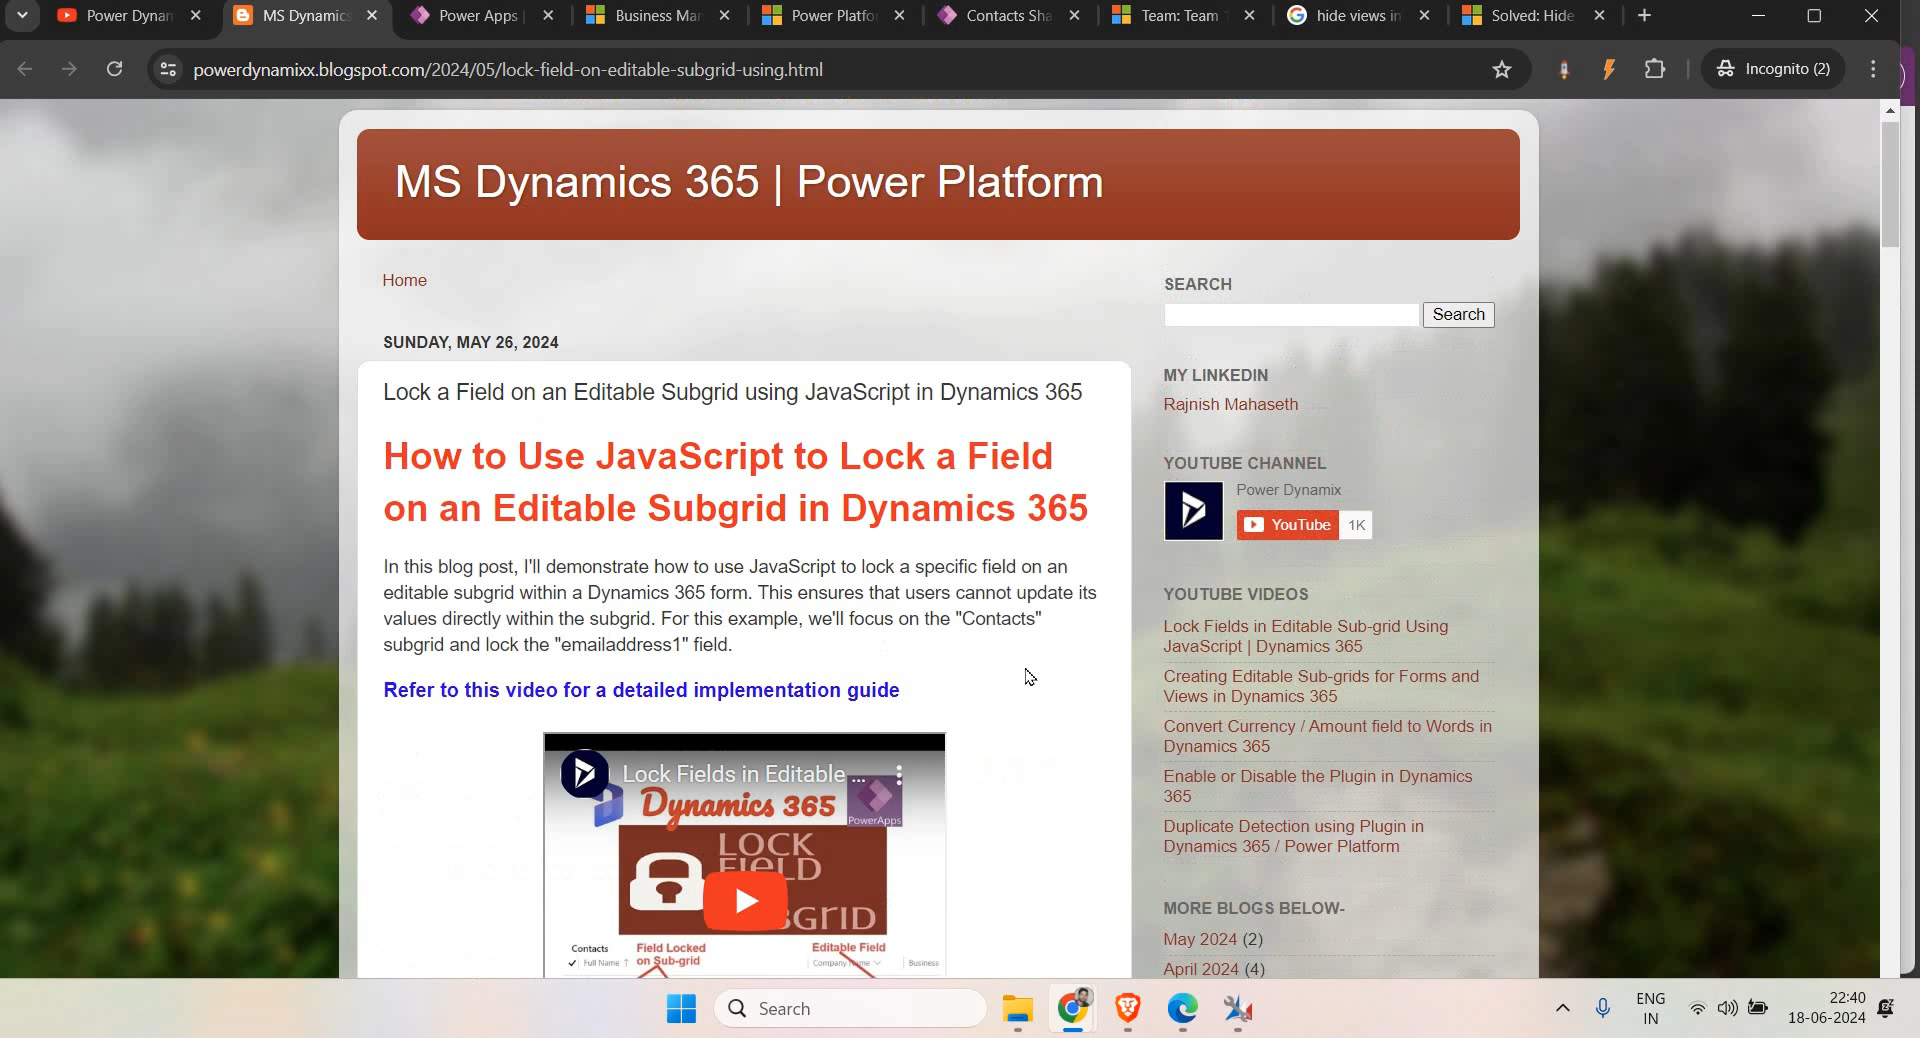 Power Dynam
MS Dynamics
Power Apps |
Business Man
Power Platfo
Contacts Sha
Team: Team
hide views in
Solved: Hide
powerdynamixx.blogspot.com/2024/05/lock-field-on-editable-subgrid-using.html
Incognito (2)
MS Dynamics 365 | Power Platform
Home
SUNDAY, MAY 26, 2024
Lock a Field on an Editable Subgrid using JavaScript in Dynamics 365
How to Use JavaScript to Lock a Field
on an Editable Subgrid in Dynamics 365
In this blog post, I'll demonstrate how to use JavaScript to lock a specific field on an
editable subgrid within a Dynamics 365 form. This ensures that users cannot update its
values directly within the subgrid. For this example, we'll focus on the "Contacts"
subgrid and lock the "emailaddress1" field.
Refer to this video for a detailed implementation guide
Lock Fields in Editable ...
Dynamics 365
PowerApps
LOCK
FIELD
SGRID
Contacts
Field Locked
on Sub-grid
Editable Field
Full Name ↑
Company Name
Business
SEARCH
Search
MY LINKEDIN
Rajnish Mahaseth
YOUTUBE CHANNEL
Power Dynamix
YouTube 1K
YOUTUBE VIDEOS
Lock Fields in Editable Sub-grid Using
JavaScript | Dynamics 365
Creating Editable Sub-grids for Forms and
Views in Dynamics 365
Convert Currency / Amount field to Words in
Dynamics 365
Enable or Disable the Plugin in Dynamics
365
Duplicate Detection using Plugin in
Dynamics 365 / Power Platform
MORE BLOGS BELOW-
May 2024 (2)
April 2024 (4)
Search
ENG
IN
22:40
18-06-2024